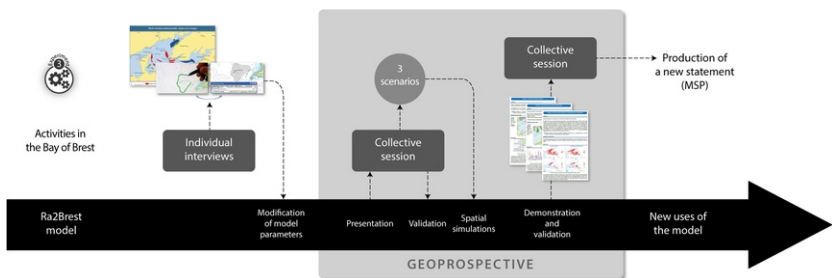 Experiment
3
Activities in
the Bay of Brest
Individual
interviews
3
scenarios
Collective
session
Collective
session
Production of
a new statement
(MSP)
Ra2Brest
model
Modification
of model
parameters
Presentation
Validation
Spatial
simulations
Demonstration
and
validation
New uses of
the model
GEOPROSPECTIVE